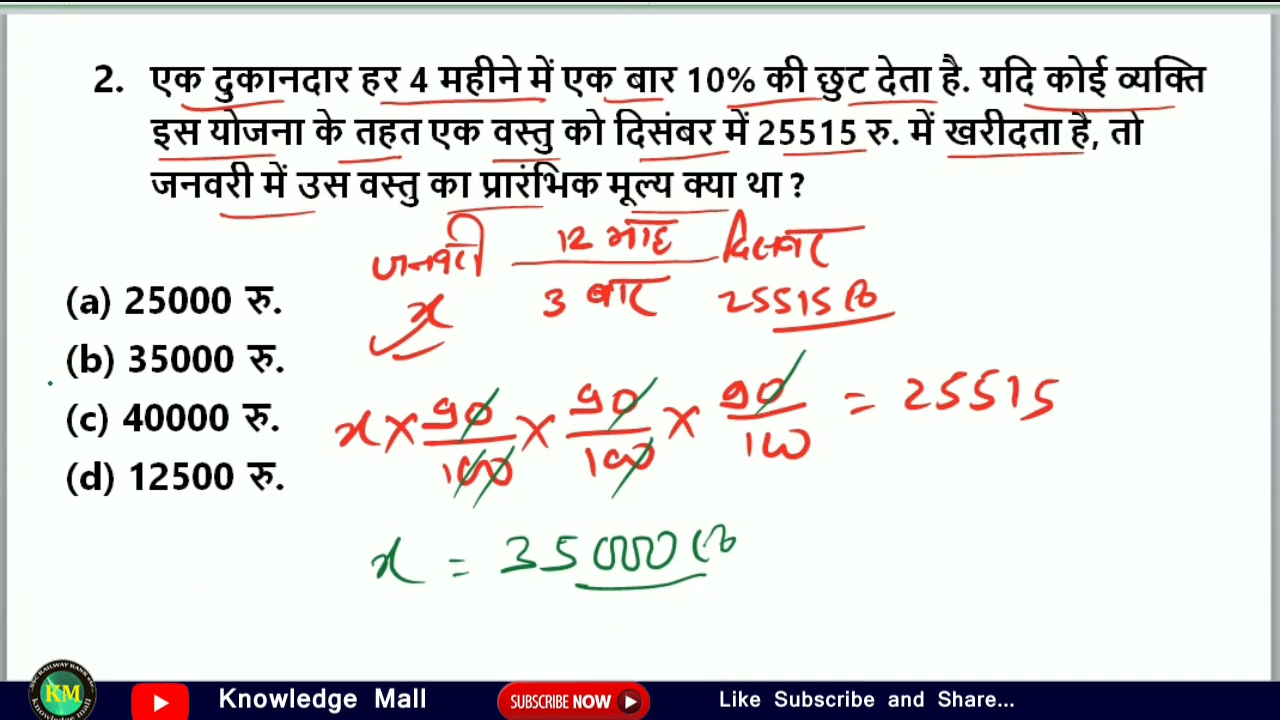 2. एक दुकानदार हर 4 महीने में एक बार 10% की छुट देता है. यदि कोई व्यक्ति
इस योजना के तहत एक वस्तु को दिसंबर में 25515 रु. में खरीदता है, तो
जनवरी में उस वस्तु का प्रारंभिक मूल्य क्या था ?
जनवरी 12 माह दिसम्बर
x 3 बार 25515 रु
(a) 25000 रु.
(b) 35000 रु.
(c) 40000 रु.
(d) 12500 रु.
x × 90/100 × 90/100 × 90/100 = 25515
x = 35000 रु
KM
Knowledge Mall
SUBSCRIBE NOW
Like Subscribe and Share...